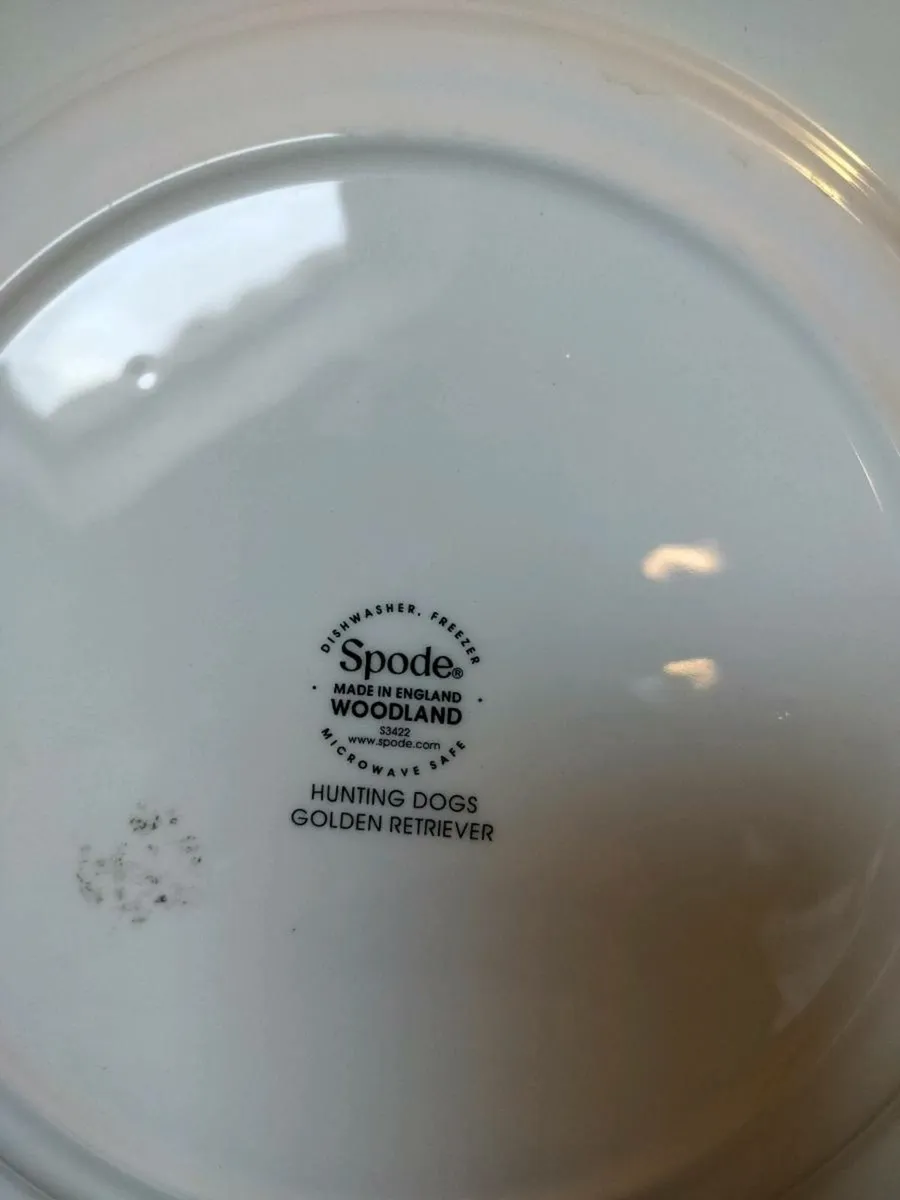 DISHWASHER. FREEZER
Spode®
MADE IN ENGLAND
WOODLAND
S3422
www.spode.com
MICROWAVE SAFE
HUNTING DOGS
GOLDEN RETRIEVER